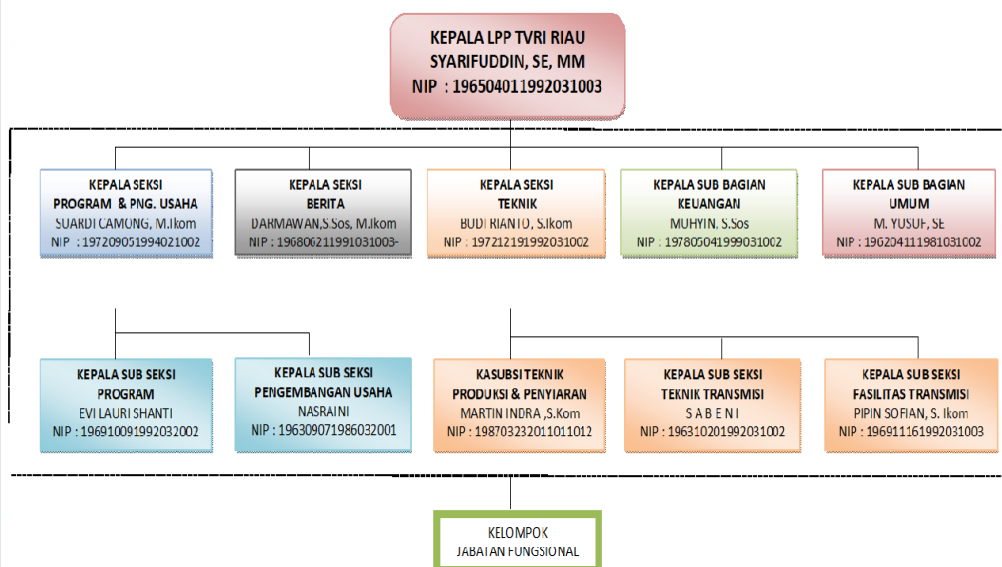 KEPALA LPP TVRI RIAU
SYARIFUDDIN, SE, MM
NIP : 196504011992031003
KEPALA SEKSI
PROGRAM & PNG. USAHA
SUARDI CAMONG, M.Ikom
NIP : 197209051994021002
KEPALA SEKSI
BERITA
DARMAWAN,S.Sos, M.Ikom
NIP : 196806211991031003-
KEPALA SEKSI
TEKNIK
BUDI RIANTO, S.Ikom
NIP : 197212191992031002
KEPALA SUB BAGIAN
KEUANGAN
MUHYIN, S.Sos
NIP : 197805041999031002
KEPALA SUB BAGIAN
UMUM
M. YUSUF, SE
NIP : 196204111981031002
KEPALA SUB SEKSI
PROGRAM
EVI LAURI SHANTI
NIP : 196910091992032002
KEPALA SUB SEKSI
PENGEMBANGAN USAHA
NASRAINI
NIP : 196309071986032001
KASUBSI TEKNIK
PRODUKSI & PENYIARAN
MARTIN INDRA ,S.Kom
NIP : 198703232011011012
KEPALA SUB SEKSI
TEKNIK TRANSMISI
S A B E N I
NIP : 196310201992031002
KEPALA SUB SEKSI
FASILITAS TRANSMISI
PIPIN SOFIAN, S. Ikom
NIP : 196911161992031003
KELOMPOK
JABATAN FUNGSIONAL